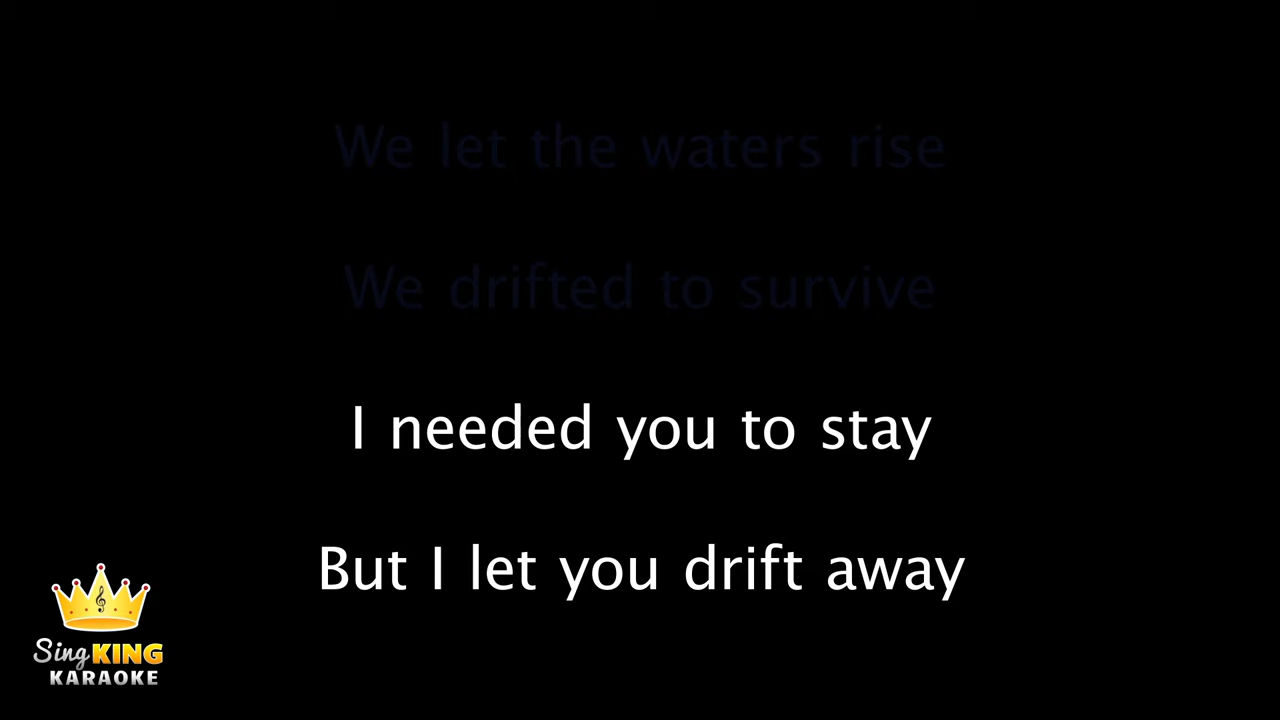 We let the waters rise
We drifted to survive
I needed you to stay
But I let you drift away
Sing KING
KARAOKE